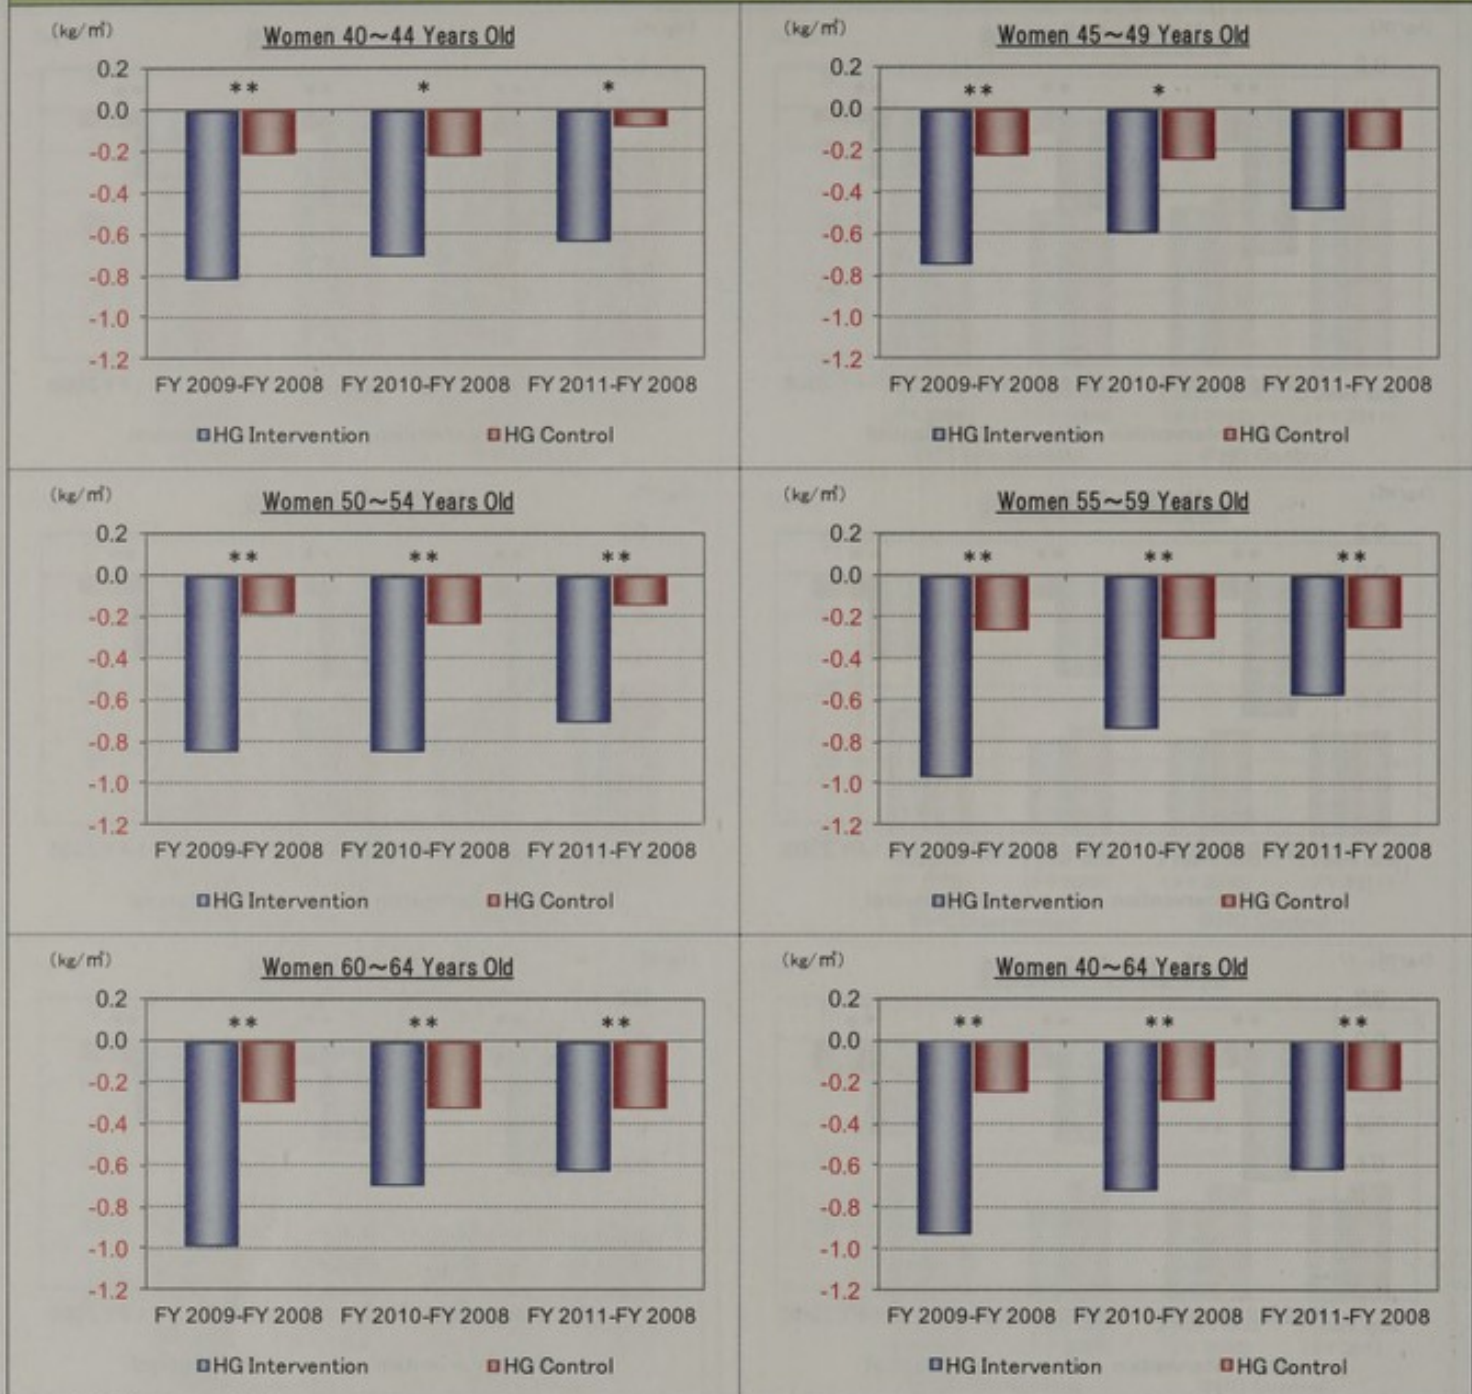 (kg/㎡)
Women 40～44 Years Old
0.2
** * *
0.0
-0.2
-0.4
-0.6
-0.8
-1.0
-1.2
FY 2009-FY 2008 FY 2010-FY 2008 FY 2011-FY 2008
HG Intervention HG Control
(kg/㎡)
Women 45～49 Years Old
0.2
** *
0.0
-0.2
-0.4
-0.6
-0.8
-1.0
-1.2
FY 2009-FY 2008 FY 2010-FY 2008 FY 2011-FY 2008
HG Intervention HG Control
(kg/㎡)
Women 50～54 Years Old
0.2
** ** **
0.0
-0.2
-0.4
-0.6
-0.8
-1.0
-1.2
FY 2009-FY 2008 FY 2010-FY 2008 FY 2011-FY 2008
HG Intervention HG Control
(kg/㎡)
Women 55～59 Years Old
0.2
** ** **
0.0
-0.2
-0.4
-0.6
-0.8
-1.0
-1.2
FY 2009-FY 2008 FY 2010-FY 2008 FY 2011-FY 2008
HG Intervention HG Control
(kg/㎡)
Women 60～64 Years Old
0.2
** ** **
0.0
-0.2
-0.4
-0.6
-0.8
-1.0
-1.2
FY 2009-FY 2008 FY 2010-FY 2008 FY 2011-FY 2008
HG Intervention HG Control
(kg/㎡)
Women 40～64 Years Old
0.2
** ** **
0.0
-0.2
-0.4
-0.6
-0.8
-1.0
-1.2
FY 2009-FY 2008 FY 2010-FY 2008 FY 2011-FY 2008
HG Intervention HG Control